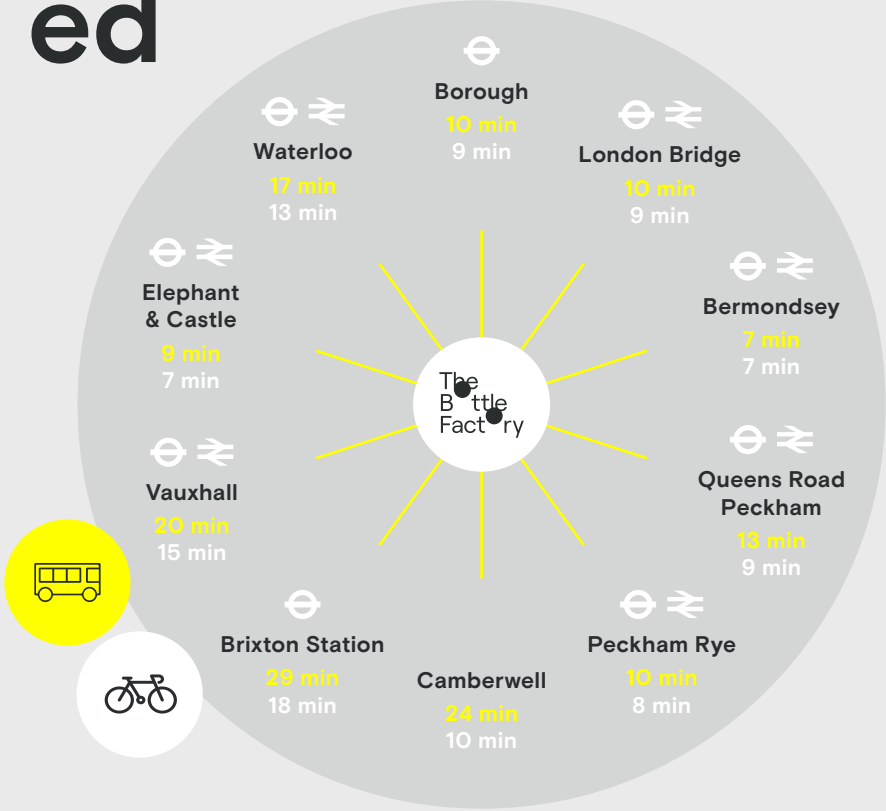 ed
Borough
10 min
9 min
Waterloo
17 min
13 min
London Bridge
10 min
9 min
Elephant
& Castle
9 min
7 min
Bermondsey
7 min
7 min
The
B ttle
Fact ry
Vauxhall
20 min
15 min
Queens Road
Peckham
13 min
9 min
Brixton Station
29 min
18 min
Camberwell
24 min
10 min
Peckham Rye
10 min
8 min